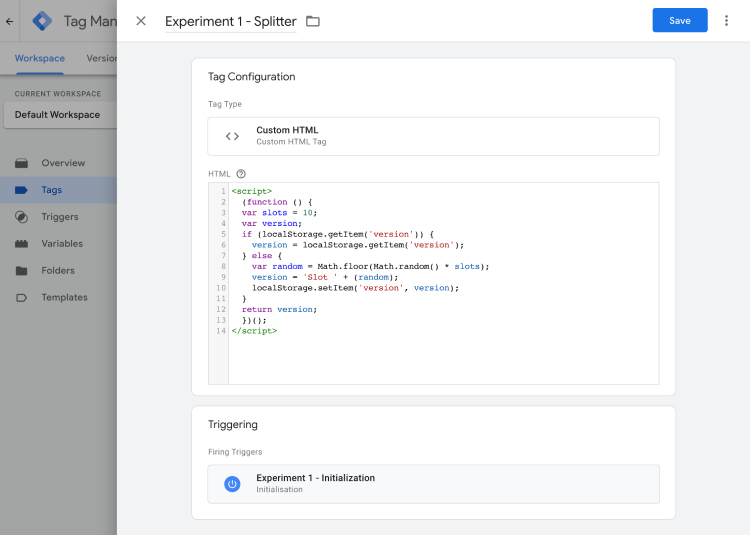 Tag Man
Experiment 1 - Splitter
Save
Workspace
Version
CURRENT WORKSPACE
Default Workspace
Overview
Tags
Triggers
Variables
Folders
Templates
Tag Configuration
Tag Type
Custom HTML
Custom HTML Tag
HTML
1 <script>
2 (function () {
3 var slots = 10;
4 var version;
5 if (localStorage.getItem('version')) {
6 version = localStorage.getItem('version');
7 } else {
8 var random = Math.floor(Math.random() * slots);
9 version = 'Slot ' + (random);
10 localStorage.setItem('version', version);
11 }
12 return version;
13 })();
14 </script>
Triggering
Firing Triggers
Experiment 1 - Initialization
Initialisation